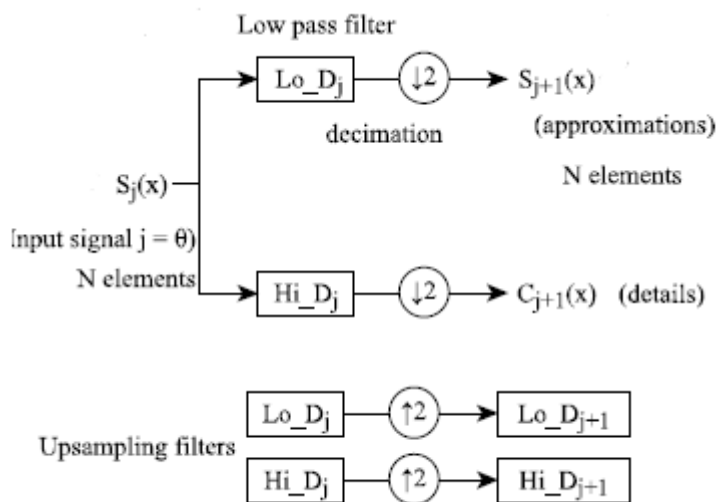 Low pass filter
Lo_Dj ↓2 Sj+1(x)
decimation (approximations)
Sj(x) N elements
Input signal j = θ)
N elements
Hi_Dj ↓2 Cj+1(x) (details)
Lo_Dj ↑2 Lo_Dj+1
Upsampling filters
Hi_Dj ↑2 Hi_Dj+1